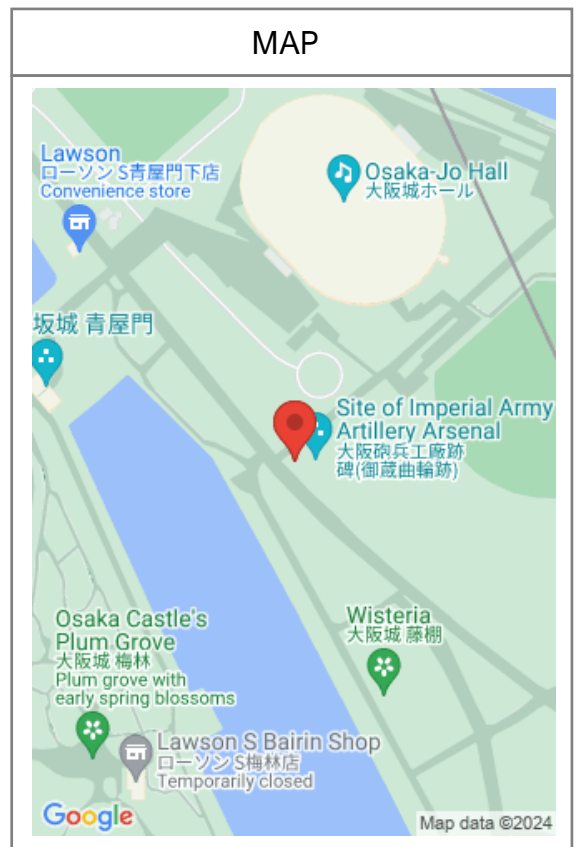 MAP
Lawson
ローソン S青屋門下店
Convenience store
Osaka-Jo Hall
大阪城ホール
坂城 青屋門
Site of Imperial Army
Artillery Arsenal
大阪砲兵工廠跡
碑(御蔵曲輪跡)
Wisteria
大阪城 藤棚
Osaka Castle's
Plum Grove
大阪城 梅林
Plum grove with
early spring blossoms
Lawson S Bairin Shop
ローソン S梅林店
Temporarily closed
Google
Map data ©2024